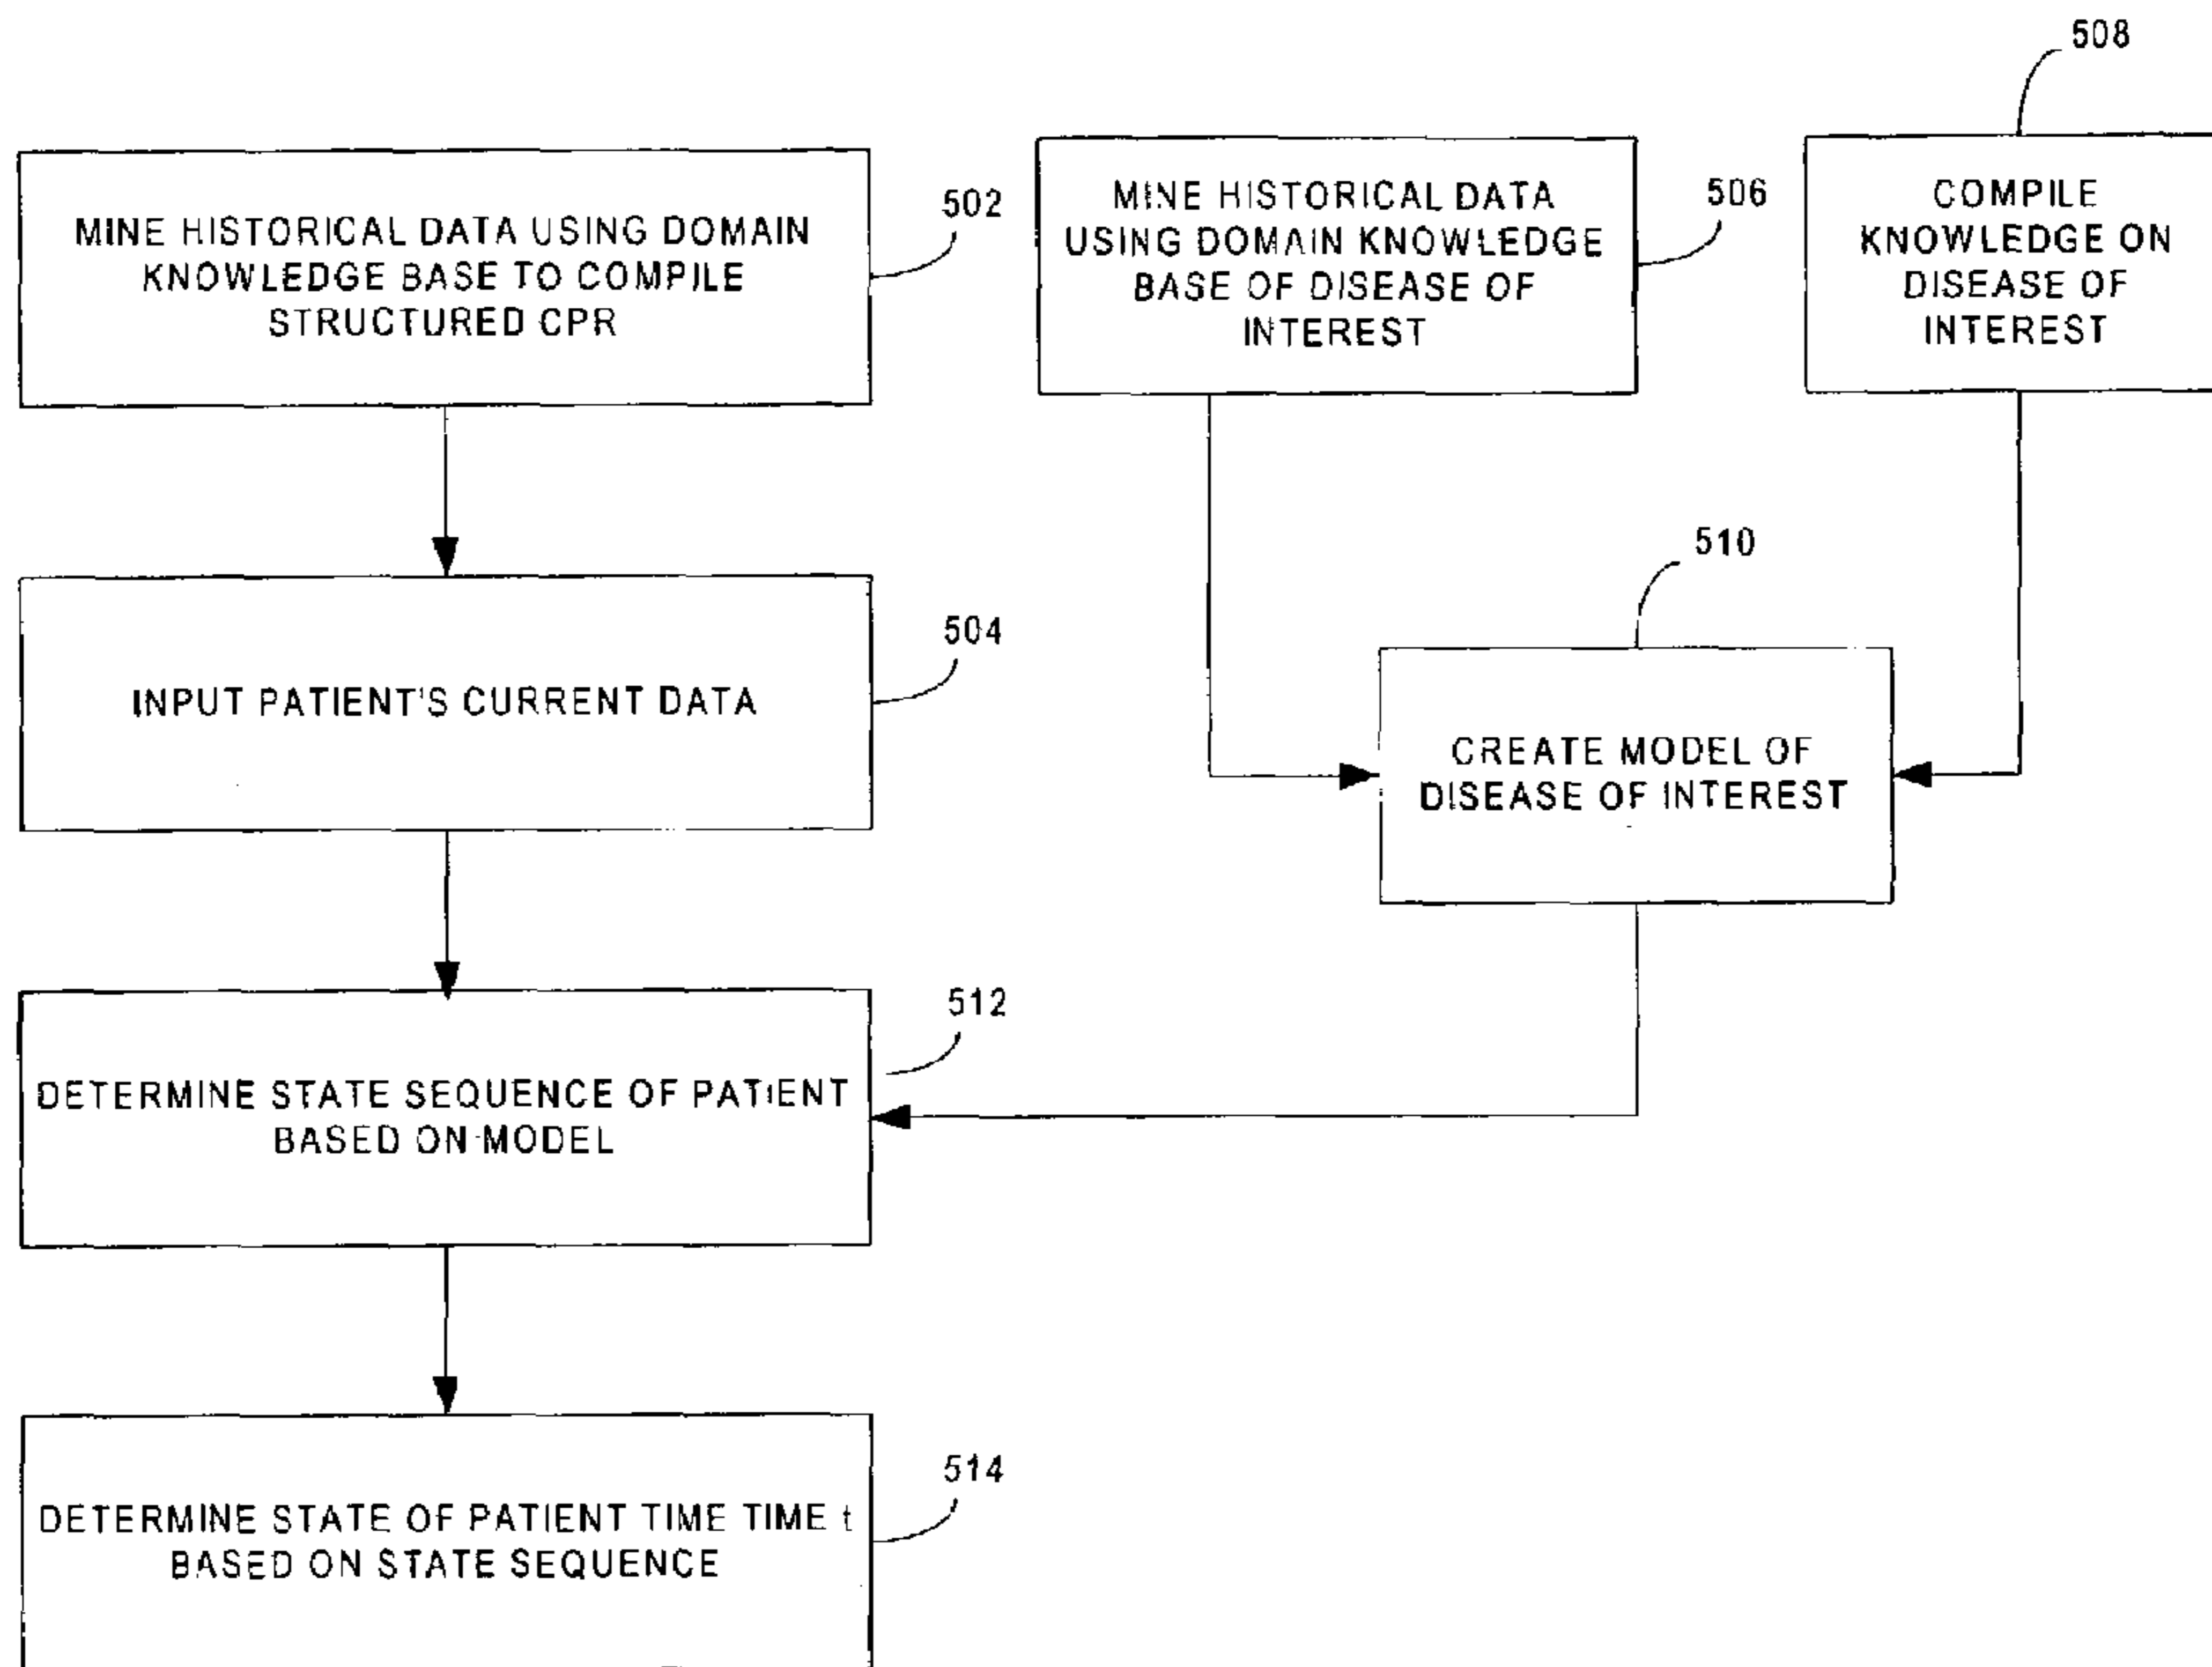 508
MINE HISTORICAL DATA USING DOMAIN
KNOWLEDGE BASE TO COMPILE
STRUCTURED CPR
502
MINE HISTORICAL DATA
USING DOMAIN KNOWLEDGE
BASE OF DISEASE OF
INTEREST
506
COMPILE
KNOWLEDGE ON
DISEASE OF
INTEREST
510
INPUT PATIENT'S CURRENT DATA
504
CREATE MODEL OF
DISEASE OF INTEREST
512
DETERMINE STATE SEQUENCE OF PATIENT
BASED ON MODEL
514
DETERMINE STATE OF PATIENT TIME TIME t
BASED ON STATE SEQUENCE